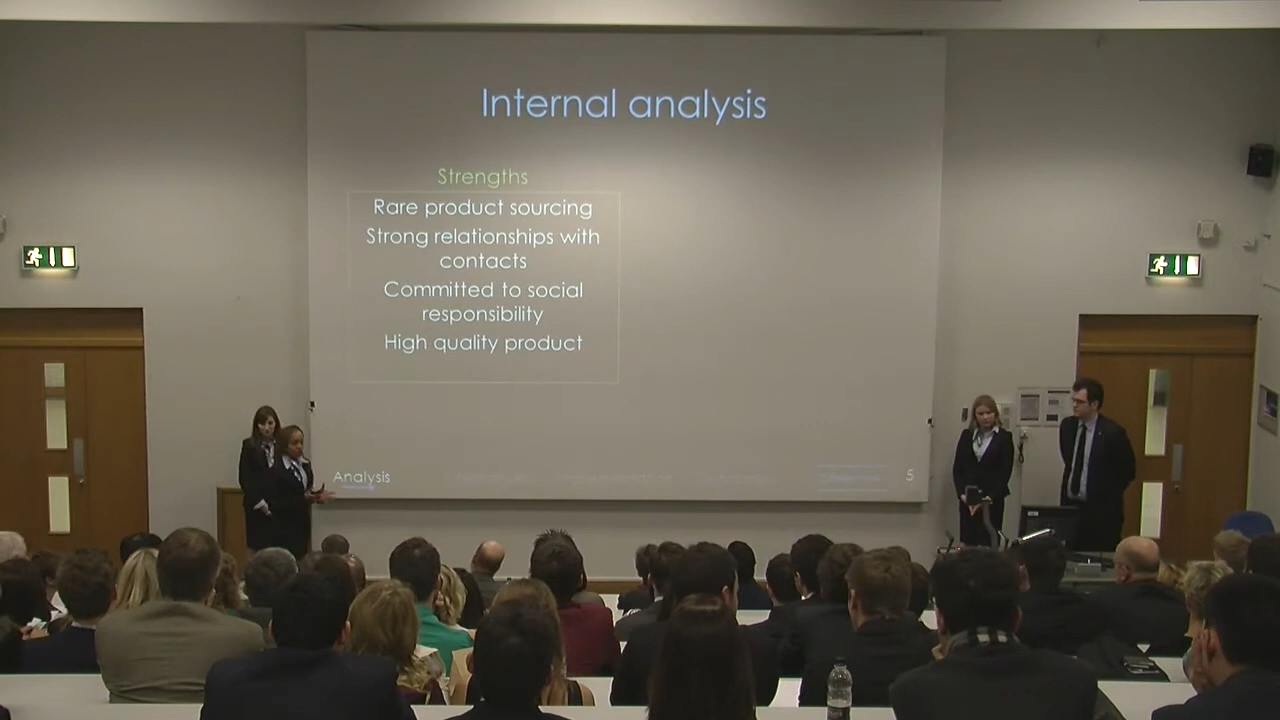 Internal analysis
Strengths
Rare product sourcing
Strong relationships with
contacts
Committed to social
responsibility
High quality product
Analysis
5